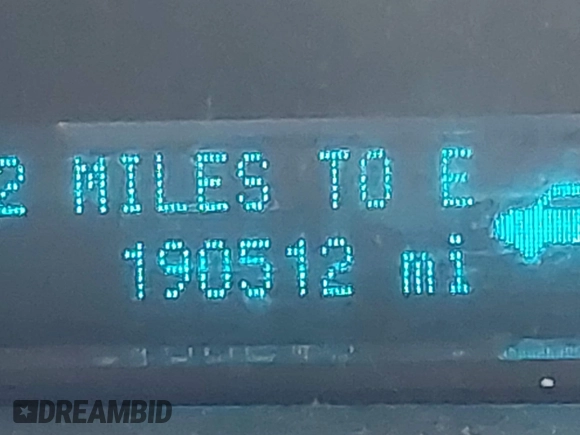 2 MILES TO E
190512 mi
DREAMBID